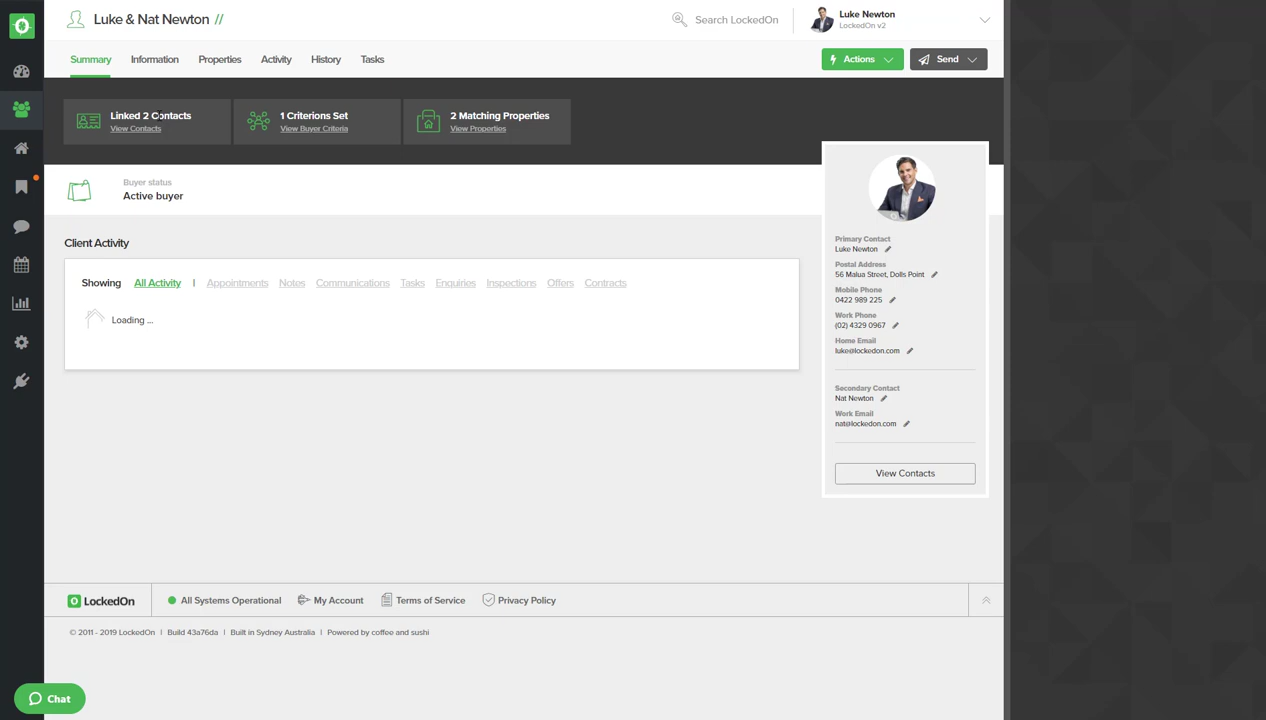 Luke & Nat Newton //
Search LockedOn
Luke Newton
LockedOn v2
Summary Information Properties Activity History Tasks
Actions
Send
Linked 2 Contacts
View Contacts
1 Criterions Set
View Buyer Criteria
2 Matching Properties
View Properties
Buyer status
Active buyer
Client Activity
Showing All Activity | Appointments Notes Communications Tasks Enquiries Inspections Offers Contracts
Loading ...
Primary Contact
Luke Newton
Postal Address
56 Malua Street, Dolls Point
Mobile Phone
0422 989 225
Work Phone
(02) 4329 0967
Home Email
luke@lockedon.com
Secondary Contact
Nat Newton
Work Email
nat@lockedon.com
View Contacts
LockedOn
All Systems Operational My Account Terms of Service Privacy Policy
© 2011 - 2019 LockedOn | Build 43a76da | Built in Sydney Australia | Powered by coffee and sushi
Chat